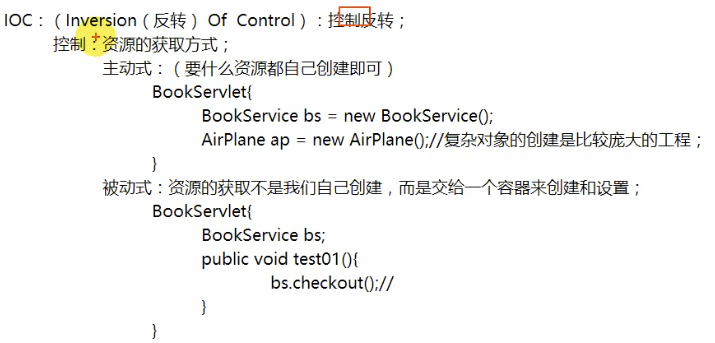 IOC：（Inversion（反转）Of Control）：控制反转；
控制：资源的获取方式；
主动式：（要什么资源都自己创建即可）
BookServlet{
BookService bs = new BookService();
AirPlane ap = new AirPlane();//复杂对象的创建是比较庞大的工程；
}
被动式：资源的获取不是我们自己创建，而是交给一个容器来创建和设置；
BookServlet{
BookService bs;
public void test01(){
bs.checkout();//
}
}